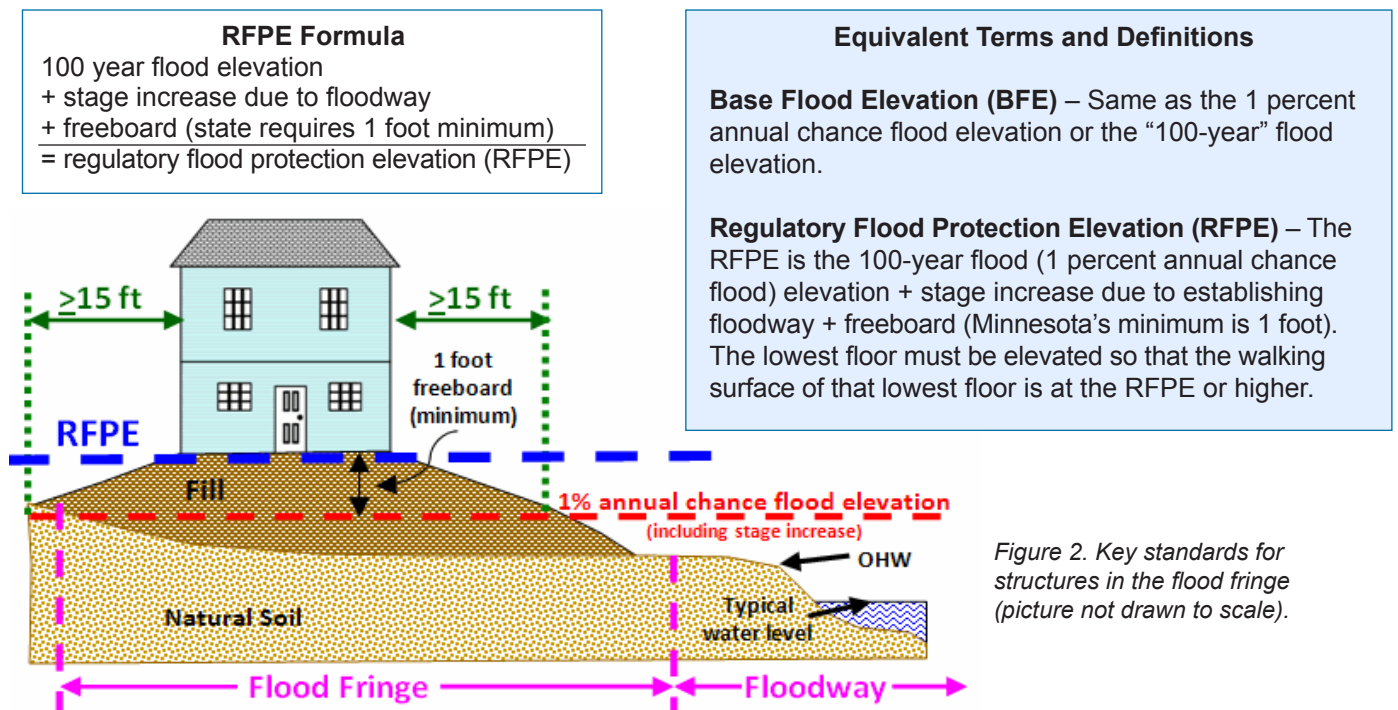 RFPE Formula
100 year flood elevation
+ stage increase due to floodway
+ freeboard (state requires 1 foot minimum)
= regulatory flood protection elevation (RFPE)
Equivalent Terms and Definitions
Base Flood Elevation (BFE) – Same as the 1 percent
annual chance flood elevation or the “100-year” flood
elevation.
Regulatory Flood Protection Elevation (RFPE) – The
RFPE is the 100-year flood (1 percent annual chance
flood) elevation + stage increase due to establishing
floodway + freeboard (Minnesota’s minimum is 1 foot).
The lowest floor must be elevated so that the walking
surface of that lowest floor is at the RFPE or higher.
≥15 ft
≥15 ft
1 foot
freeboard
(minimum)
RFPE
Fill
1% annual chance flood elevation
(including stage increase)
OHW
Typical
water level
Natural Soil
Flood Fringe
Floodway
Figure 2. Key standards for
structures in the flood fringe
(picture not drawn to scale).